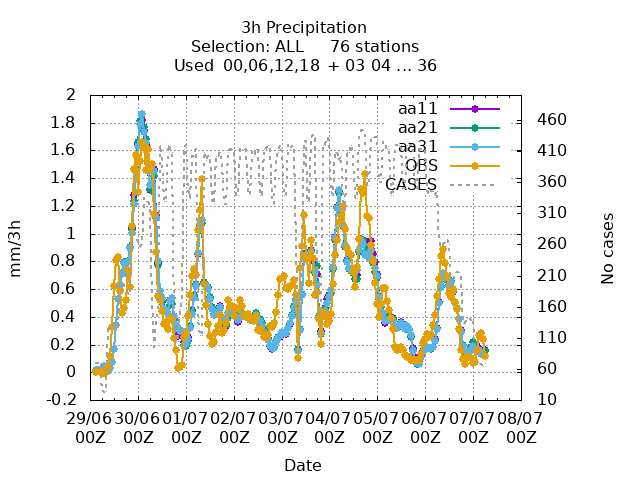 3h Precipitation
Selection: ALL 76 stations
Used 00,06,12,18 + 03 04 ... 36
2
1.8
1.6
1.4
1.2
1
0.8
0.6
0.4
0.2
0
-0.2
mm/3h
aa11
aa21
aa31
OBS
CASES
460
410
360
310
260
210
160
110
60
10
No cases
29/06 30/06 01/07 02/07 03/07 04/07 05/07 06/07 07/07 08/07
00Z 00Z 00Z 00Z 00Z 00Z 00Z 00Z 00Z 00Z
Date